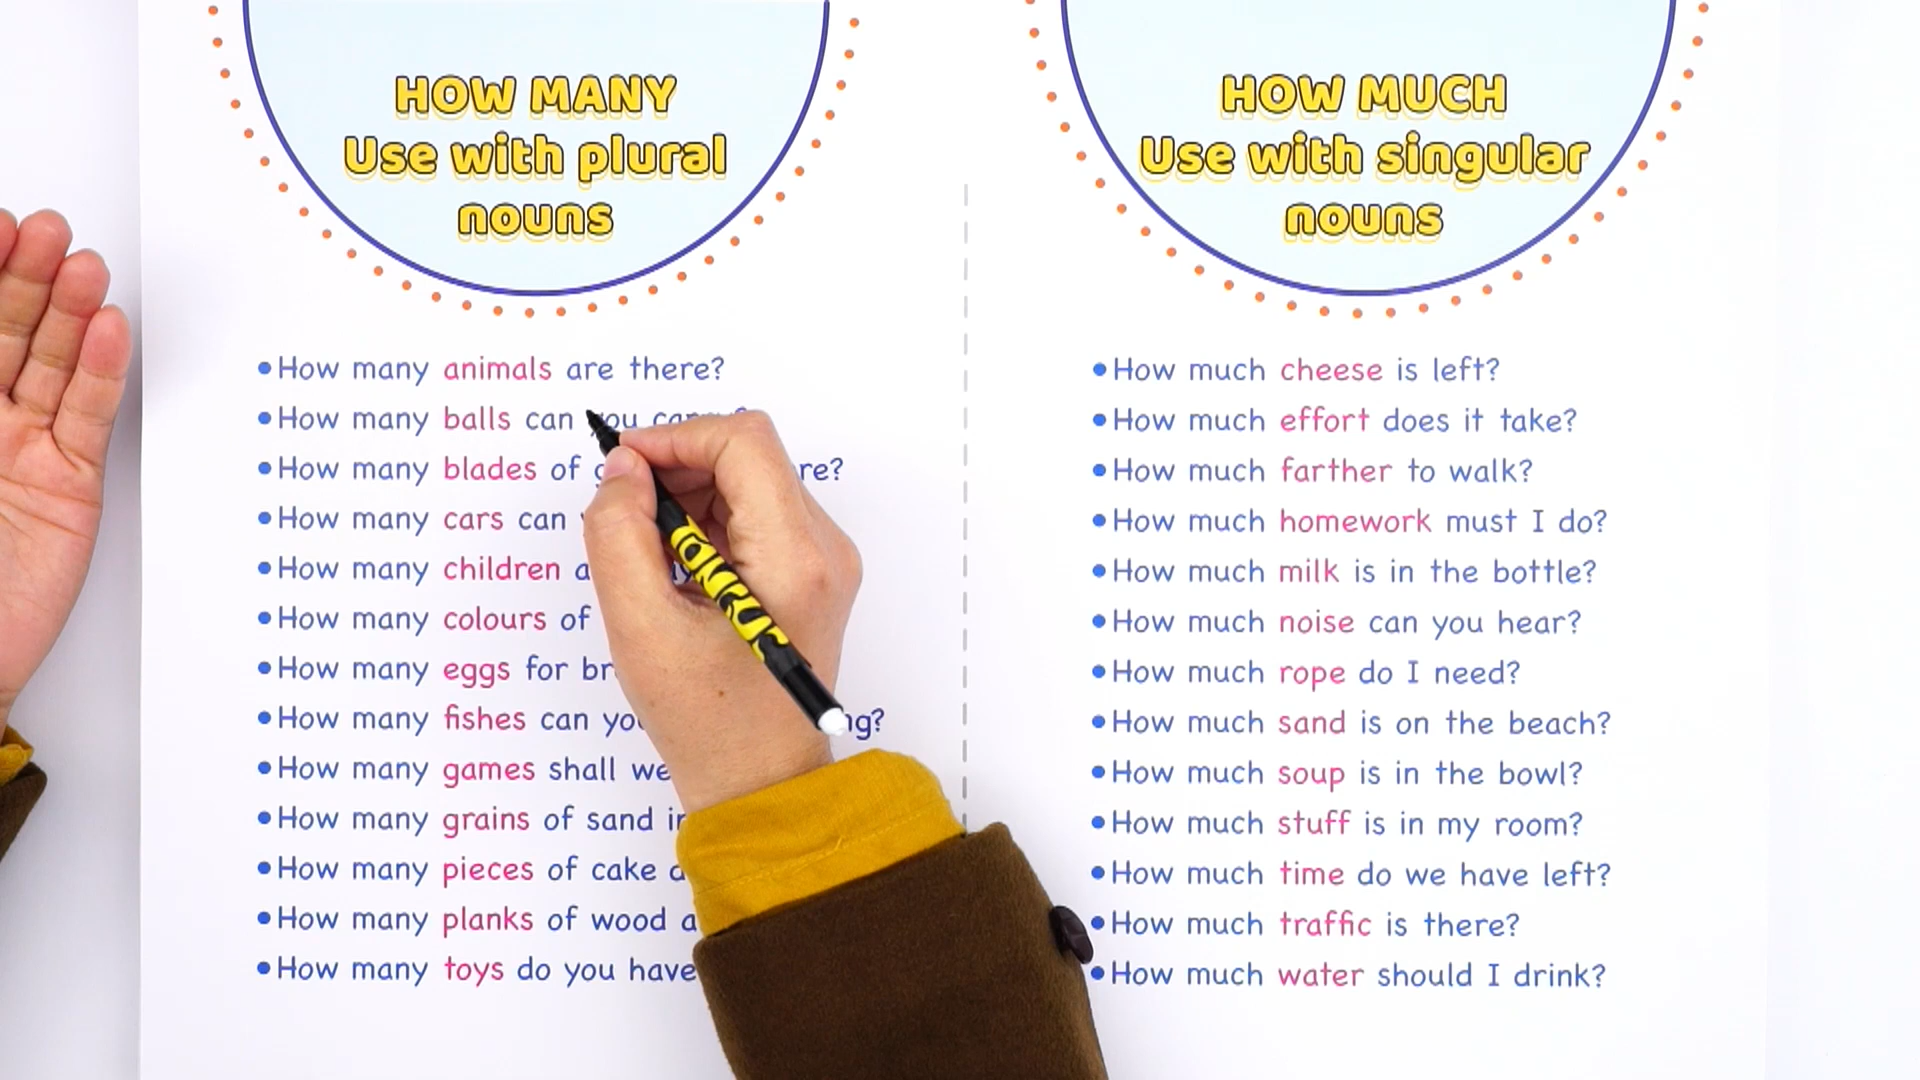 HOW MANY
Use with plural
nouns
How many animals are there?
How many balls can you
How many blades of
How many cars can
How many children
How many colours of
How many eggs for
How many fishes can
How many games shall we
How many grains of sand
How many pieces of cake
How many planks of wood
How many toys do you have
HOW MUCH
Use with singular
nouns
How much cheese is left?
How much effort does it take?
How much farther to walk?
How much homework must I do?
How much milk is in the bottle?
How much noise can you hear?
How much rope do I need?
How much sand is on the beach?
How much soup is in the bowl?
How much stuff is in my room?
How much time do we have left?
How much traffic is there?
How much water should I drink?